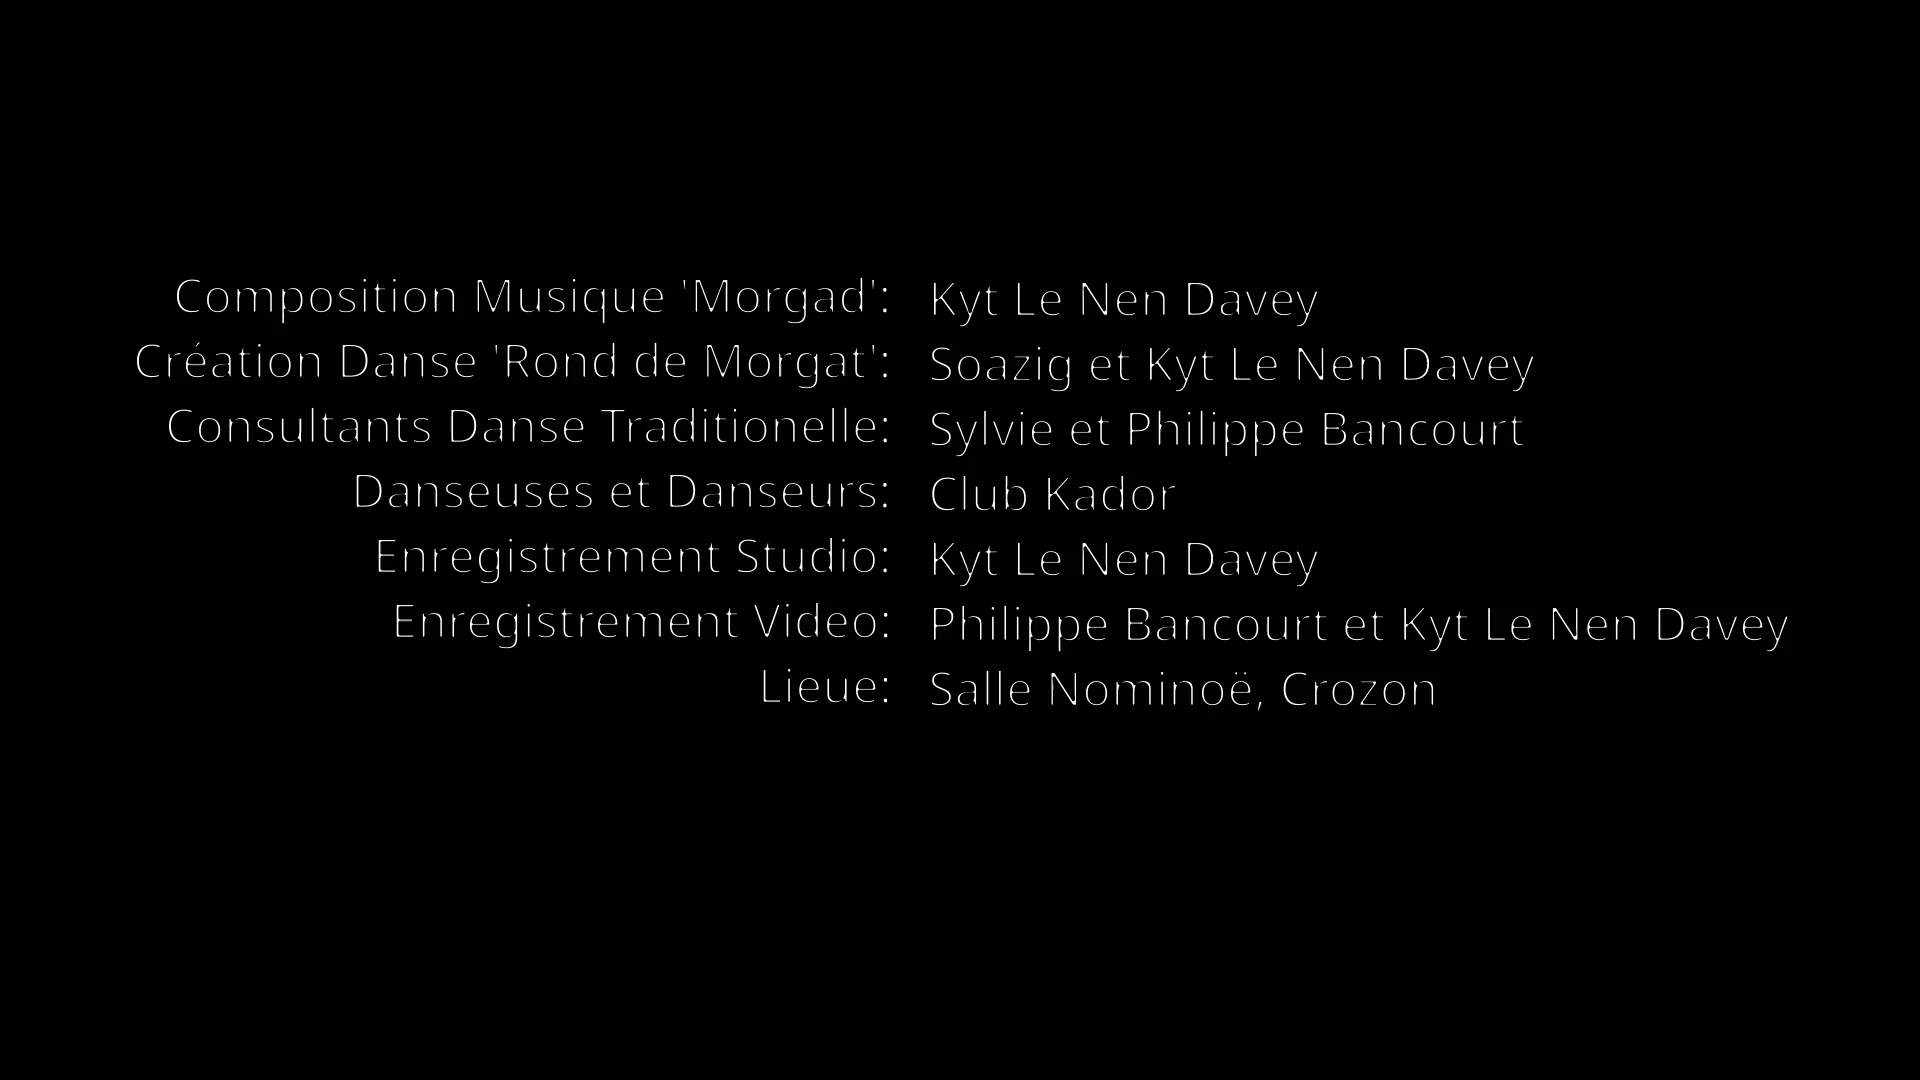 Composition Musique 'Morgad': Kyt Le Nen Davey
Création Danse 'Rond de Morgat': Soazig et Kyt Le Nen Davey
Consultants Danse Traditionelle: Sylvie et Philippe Bancourt
Danseuses et Danseurs: Club Kador
Enregistrement Studio: Kyt Le Nen Davey
Enregistrement Video: Philippe Bancourt et Kyt Le Nen Davey
Lieue: Salle Nominoë, Crozon